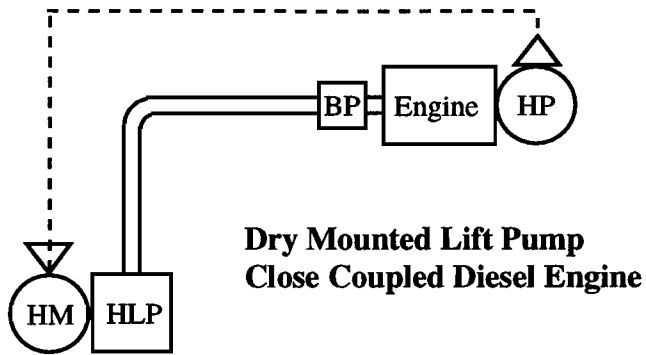 BP Engine HP
Dry Mounted Lift Pump
Close Coupled Diesel Engine
HM HLP